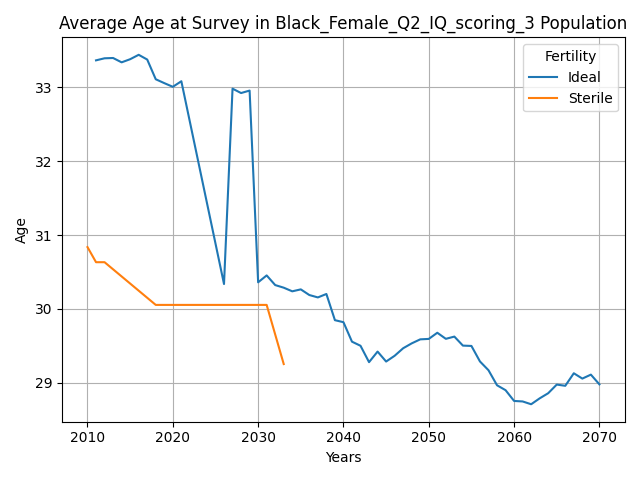 Average Age at Survey in Black_Female_Q2_IQ_scoring_3 Population
Fertility
Ideal
Sterile
Age
33
32
31
30
29
2010 2020 2030 2040 2050 2060 2070
Years